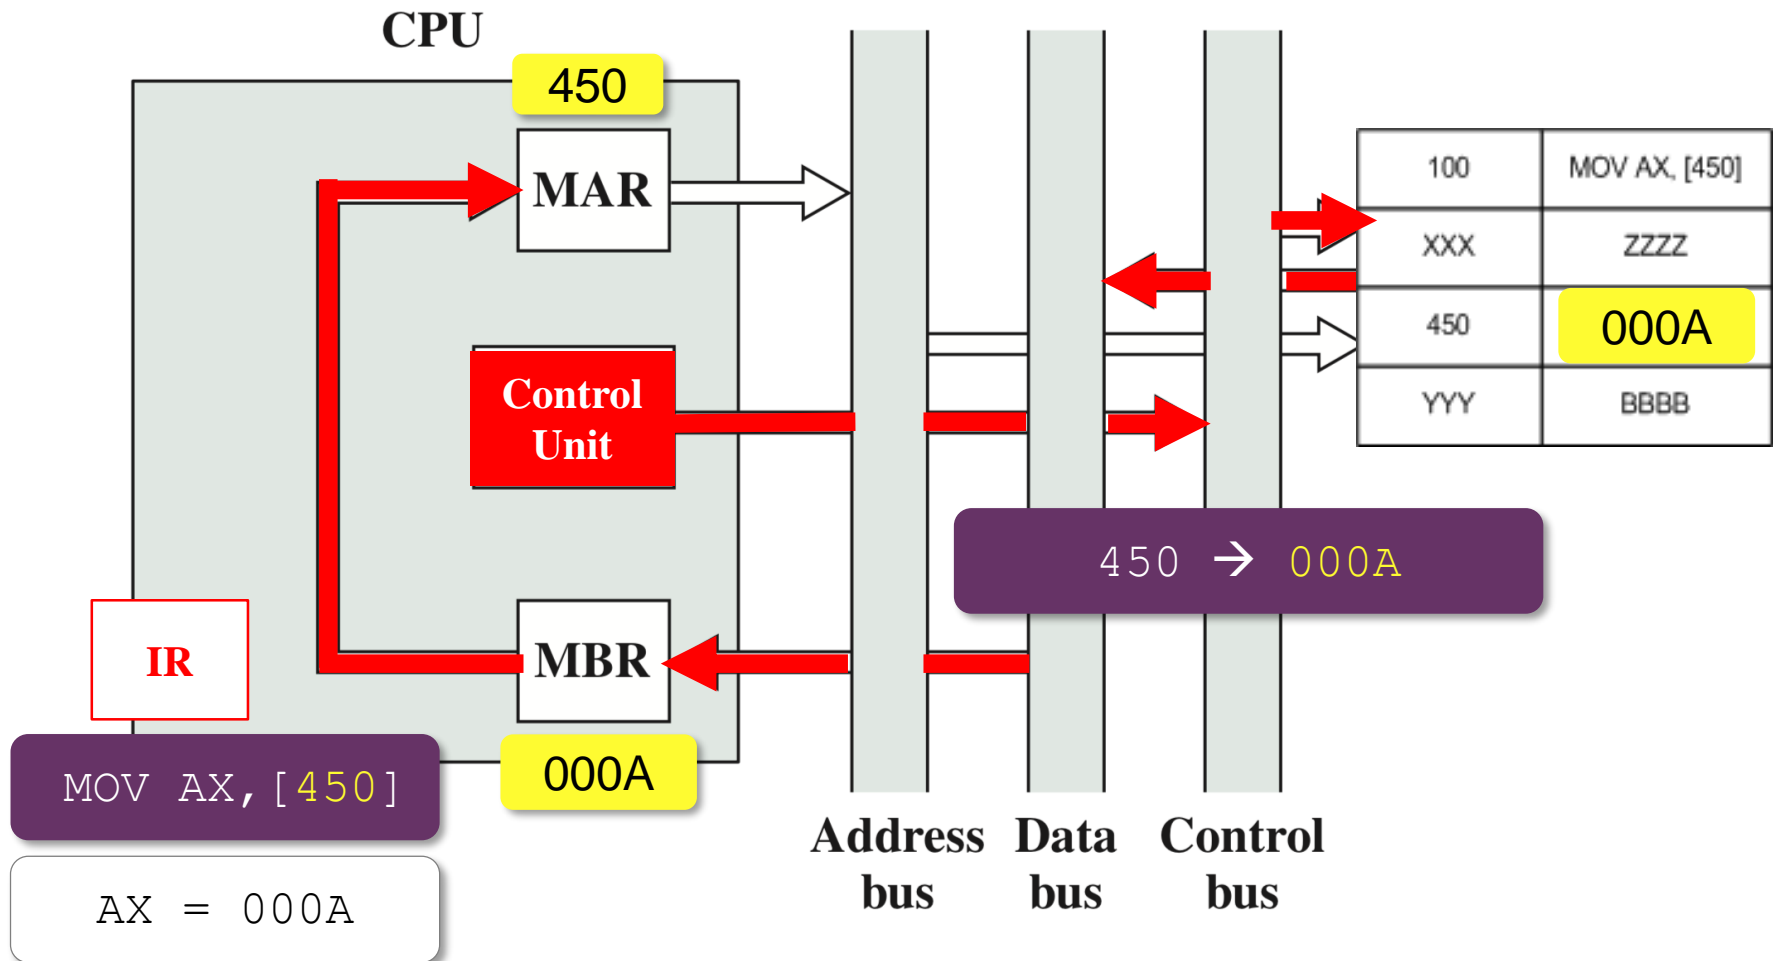 CPU
450
MAR
100
MOV AX, [450]
XXX
ZZZZ
450
000A
YYY
BBBB
Control
Unit
450 → 000A
IR
MBR
MOV AX,[450]
000A
AX = 000A
Address
bus
Data
bus
Control
bus